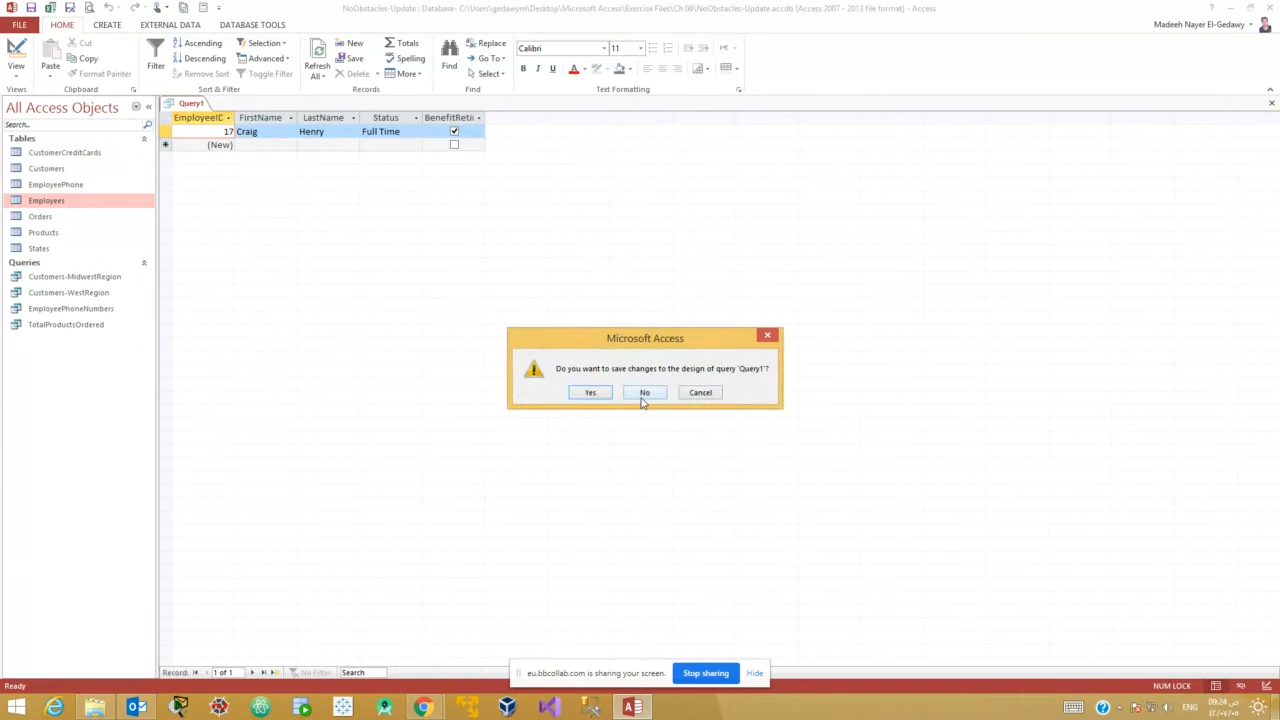 NoObstacles-Update : Database- C:\Users\gedawym\Desktop\Microsoft Access\Exercise Files\Ch 06\NoObstacles-Update.accdb (Access 2007 - 2013 file format) - Access
FILE HOME CREATE EXTERNAL DATA DATABASE TOOLS Madeeh Nayer El-Gedawy
View Paste Cut Copy Format Painter
Filter Ascending Descending Remove Sort Selection Advanced Toggle Filter
Refresh All New Save Delete Totals Spelling More
Find Replace Go To Select
Calibri 11
B I U A
Views Clipboard Sort & Filter Records Find Text Formatting
All Access Objects
Search...
Tables
CustomerCreditCards
Customers
EmployeePhone
Employees
Orders
Products
States
Queries
Customers-MidwestRegion
Customers-WestRegion
EmployeePhoneNumbers
TotalProductsOrdered
Query1
EmployeeID FirstName LastName Status BenefitReti
17 Craig Henry Full Time
(New)
Microsoft Access
Do you want to save changes to the design of query 'Query1'?
Yes No Cancel
Record: 1 of 1 No Filter Search
eu.bbcollab.com is sharing your screen. Stop sharing Hide
Ready NUM LOCK SQL
ENG